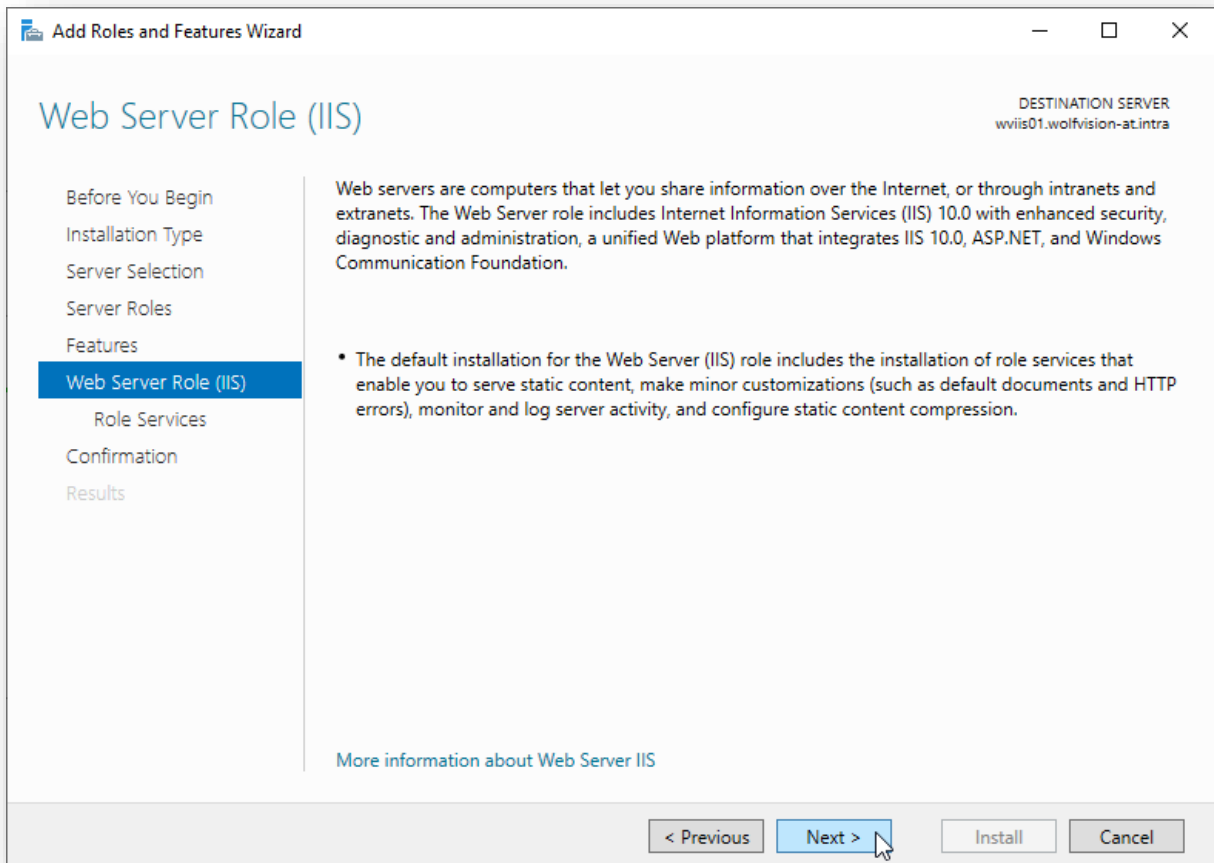 Add Roles and Features Wizard
Web Server Role (IIS)
DESTINATION SERVER
wviis01.wolfvision-at.intra
Before You Begin
Installation Type
Server Selection
Server Roles
Features
Web Server Role (IIS)
Role Services
Confirmation
Results
Web servers are computers that let you share information over the Internet, or through intranets and
extranets. The Web Server role includes Internet Information Services (IIS) 10.0 with enhanced security,
diagnostic and administration, a unified Web platform that integrates IIS 10.0, ASP.NET, and Windows
Communication Foundation.
• The default installation for the Web Server (IIS) role includes the installation of role services that
enable you to serve static content, make minor customizations (such as default documents and HTTP
errors), monitor and log server activity, and configure static content compression.
More information about Web Server IIS
< Previous
Next >
Install
Cancel